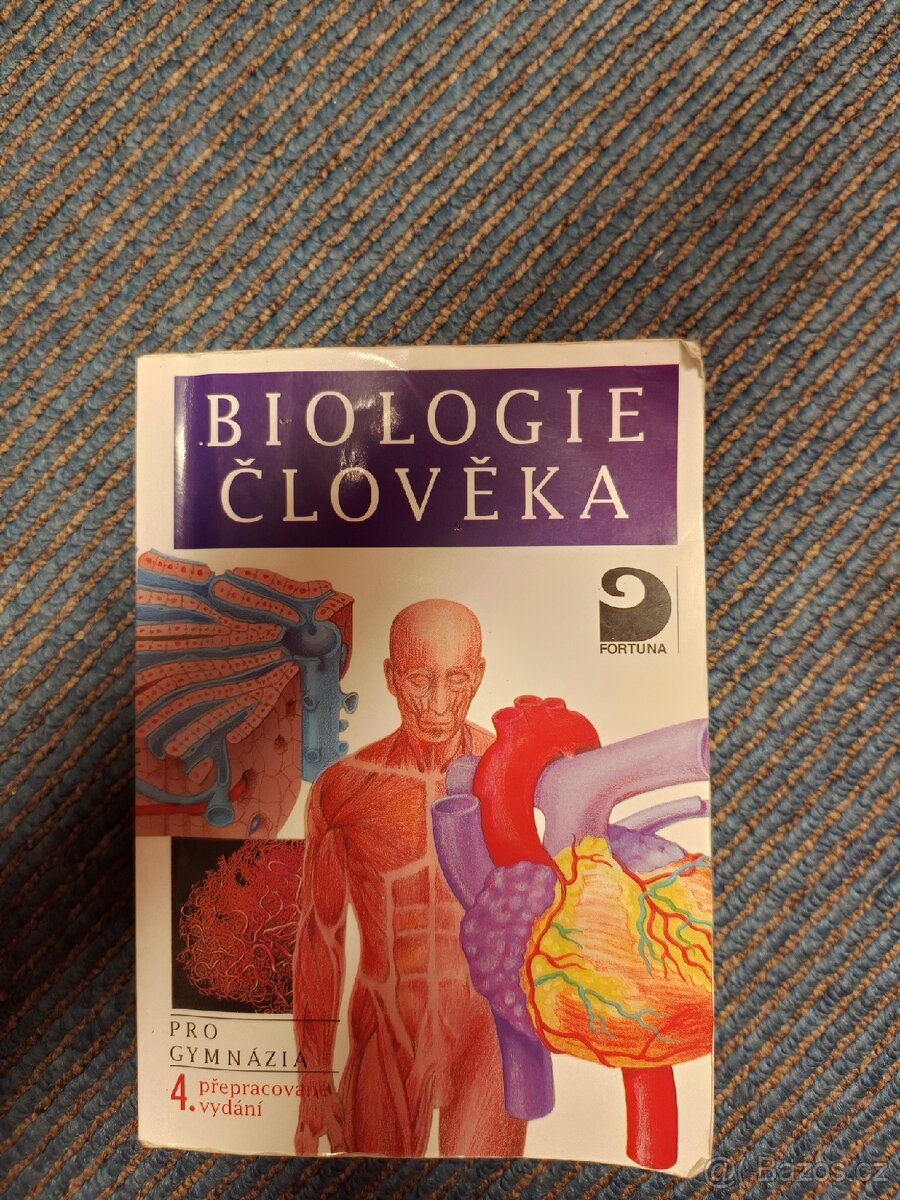 BIOLOGIE
ČLOVĚKA
FORTUNA
PRO
GYMNÁZIA
4. přepracované
vydání
@ Bazoš.cz